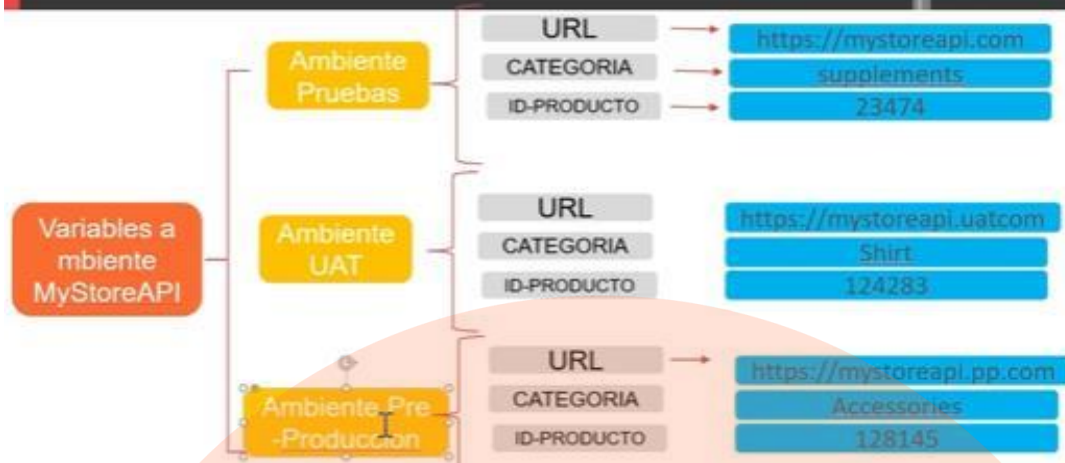 Ambiente
Pruebas
URL
https://mystoreapi.com
CATEGORIA
supplements
ID-PRODUCTO
23474
Variables a
mbiente
MyStoreAPI
Ambiente
UAT
URL
https://mystoreapi.uatcom
CATEGORIA
Shirt
ID-PRODUCTO
124283
Ambiente Pre
-Produccion
URL
https://mystoreapi.pp.com
CATEGORIA
Accessories
ID-PRODUCTO
128145